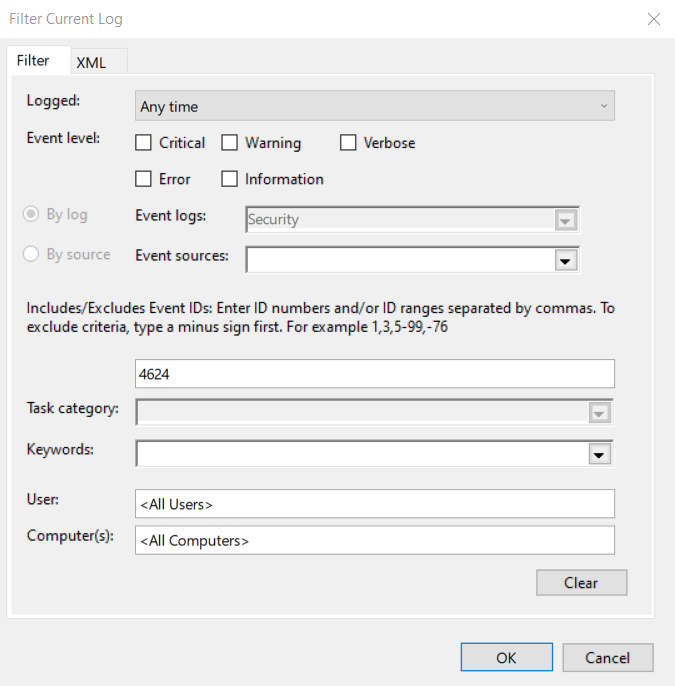 Filter Current Log
Filter
XML
Logged:
Any time
Event level:
Critical
Warning
Verbose
Error
Information
By log
Event logs:
Security
By source
Event sources:
Includes/Excludes Event IDs: Enter ID numbers and/or ID ranges separated by commas. To
exclude criteria, type a minus sign first. For example 1,3,5-99,-76
4624
Task category:
Keywords:
User:
<All Users>
Computer(s):
<All Computers>
Clear
OK
Cancel